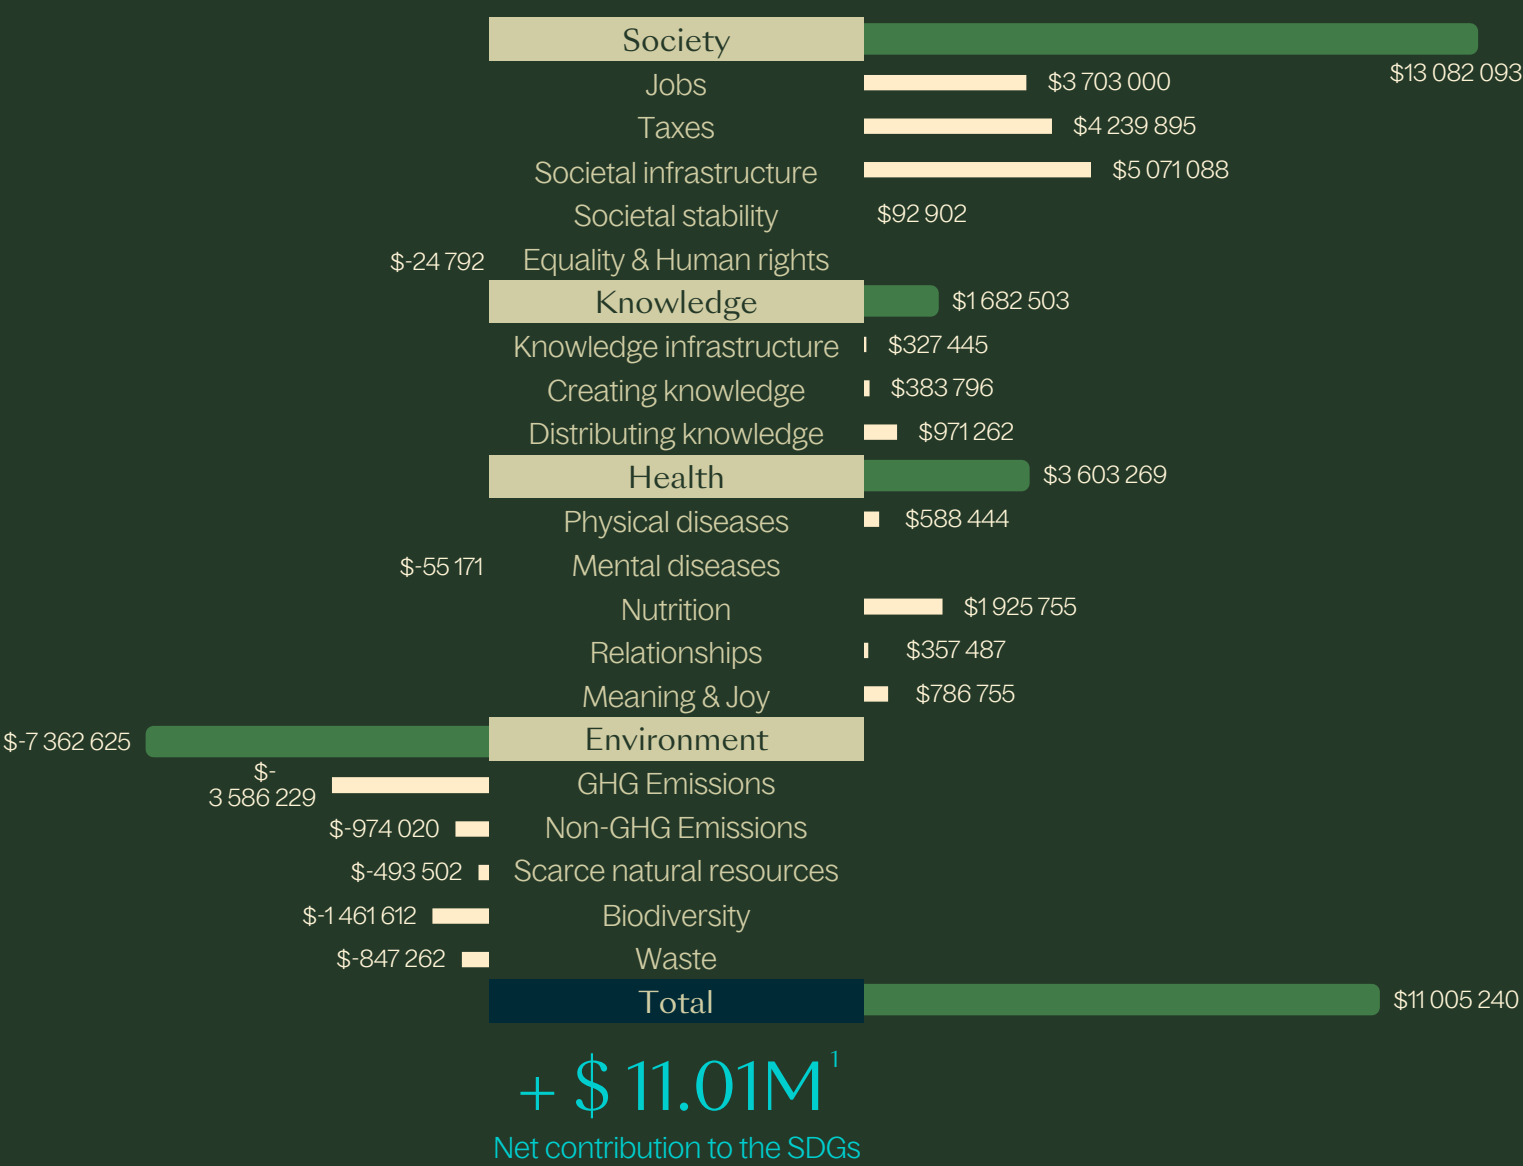 Society
$13 082 093
Jobs $3 703 000
Taxes $4 239 895
Societal infrastructure $5 071 088
Societal stability $92 902
$-24 792 Equality & Human rights
Knowledge $1 682 503
Knowledge infrastructure $327 445
Creating knowledge $383 796
Distributing knowledge $971 262
Health $3 603 269
Physical diseases $588 444
$-55 171 Mental diseases
Nutrition $1 925 755
Relationships $357 487
Meaning & Joy $786 755
$-7 362 625 Environment
$-
3 586 229 GHG Emissions
$-974 020 Non-GHG Emissions
$-493 502 Scarce natural resources
$-1 461 612 Biodiversity
$-847 262 Waste
Total $11 005 240
+ $ 11.01M¹
Net contribution to the SDGs